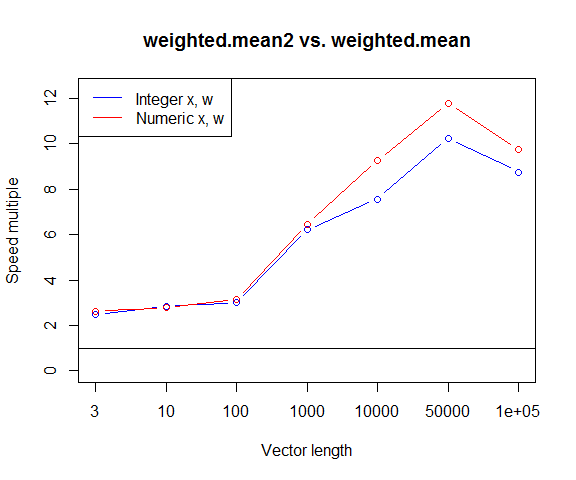 weighted.mean2 vs. weighted.mean
Integer x, w
Numeric x, w
Speed multiple
12
10
8
6
4
2
0
3 10 100 1000 10000 50000 1e+05
Vector length